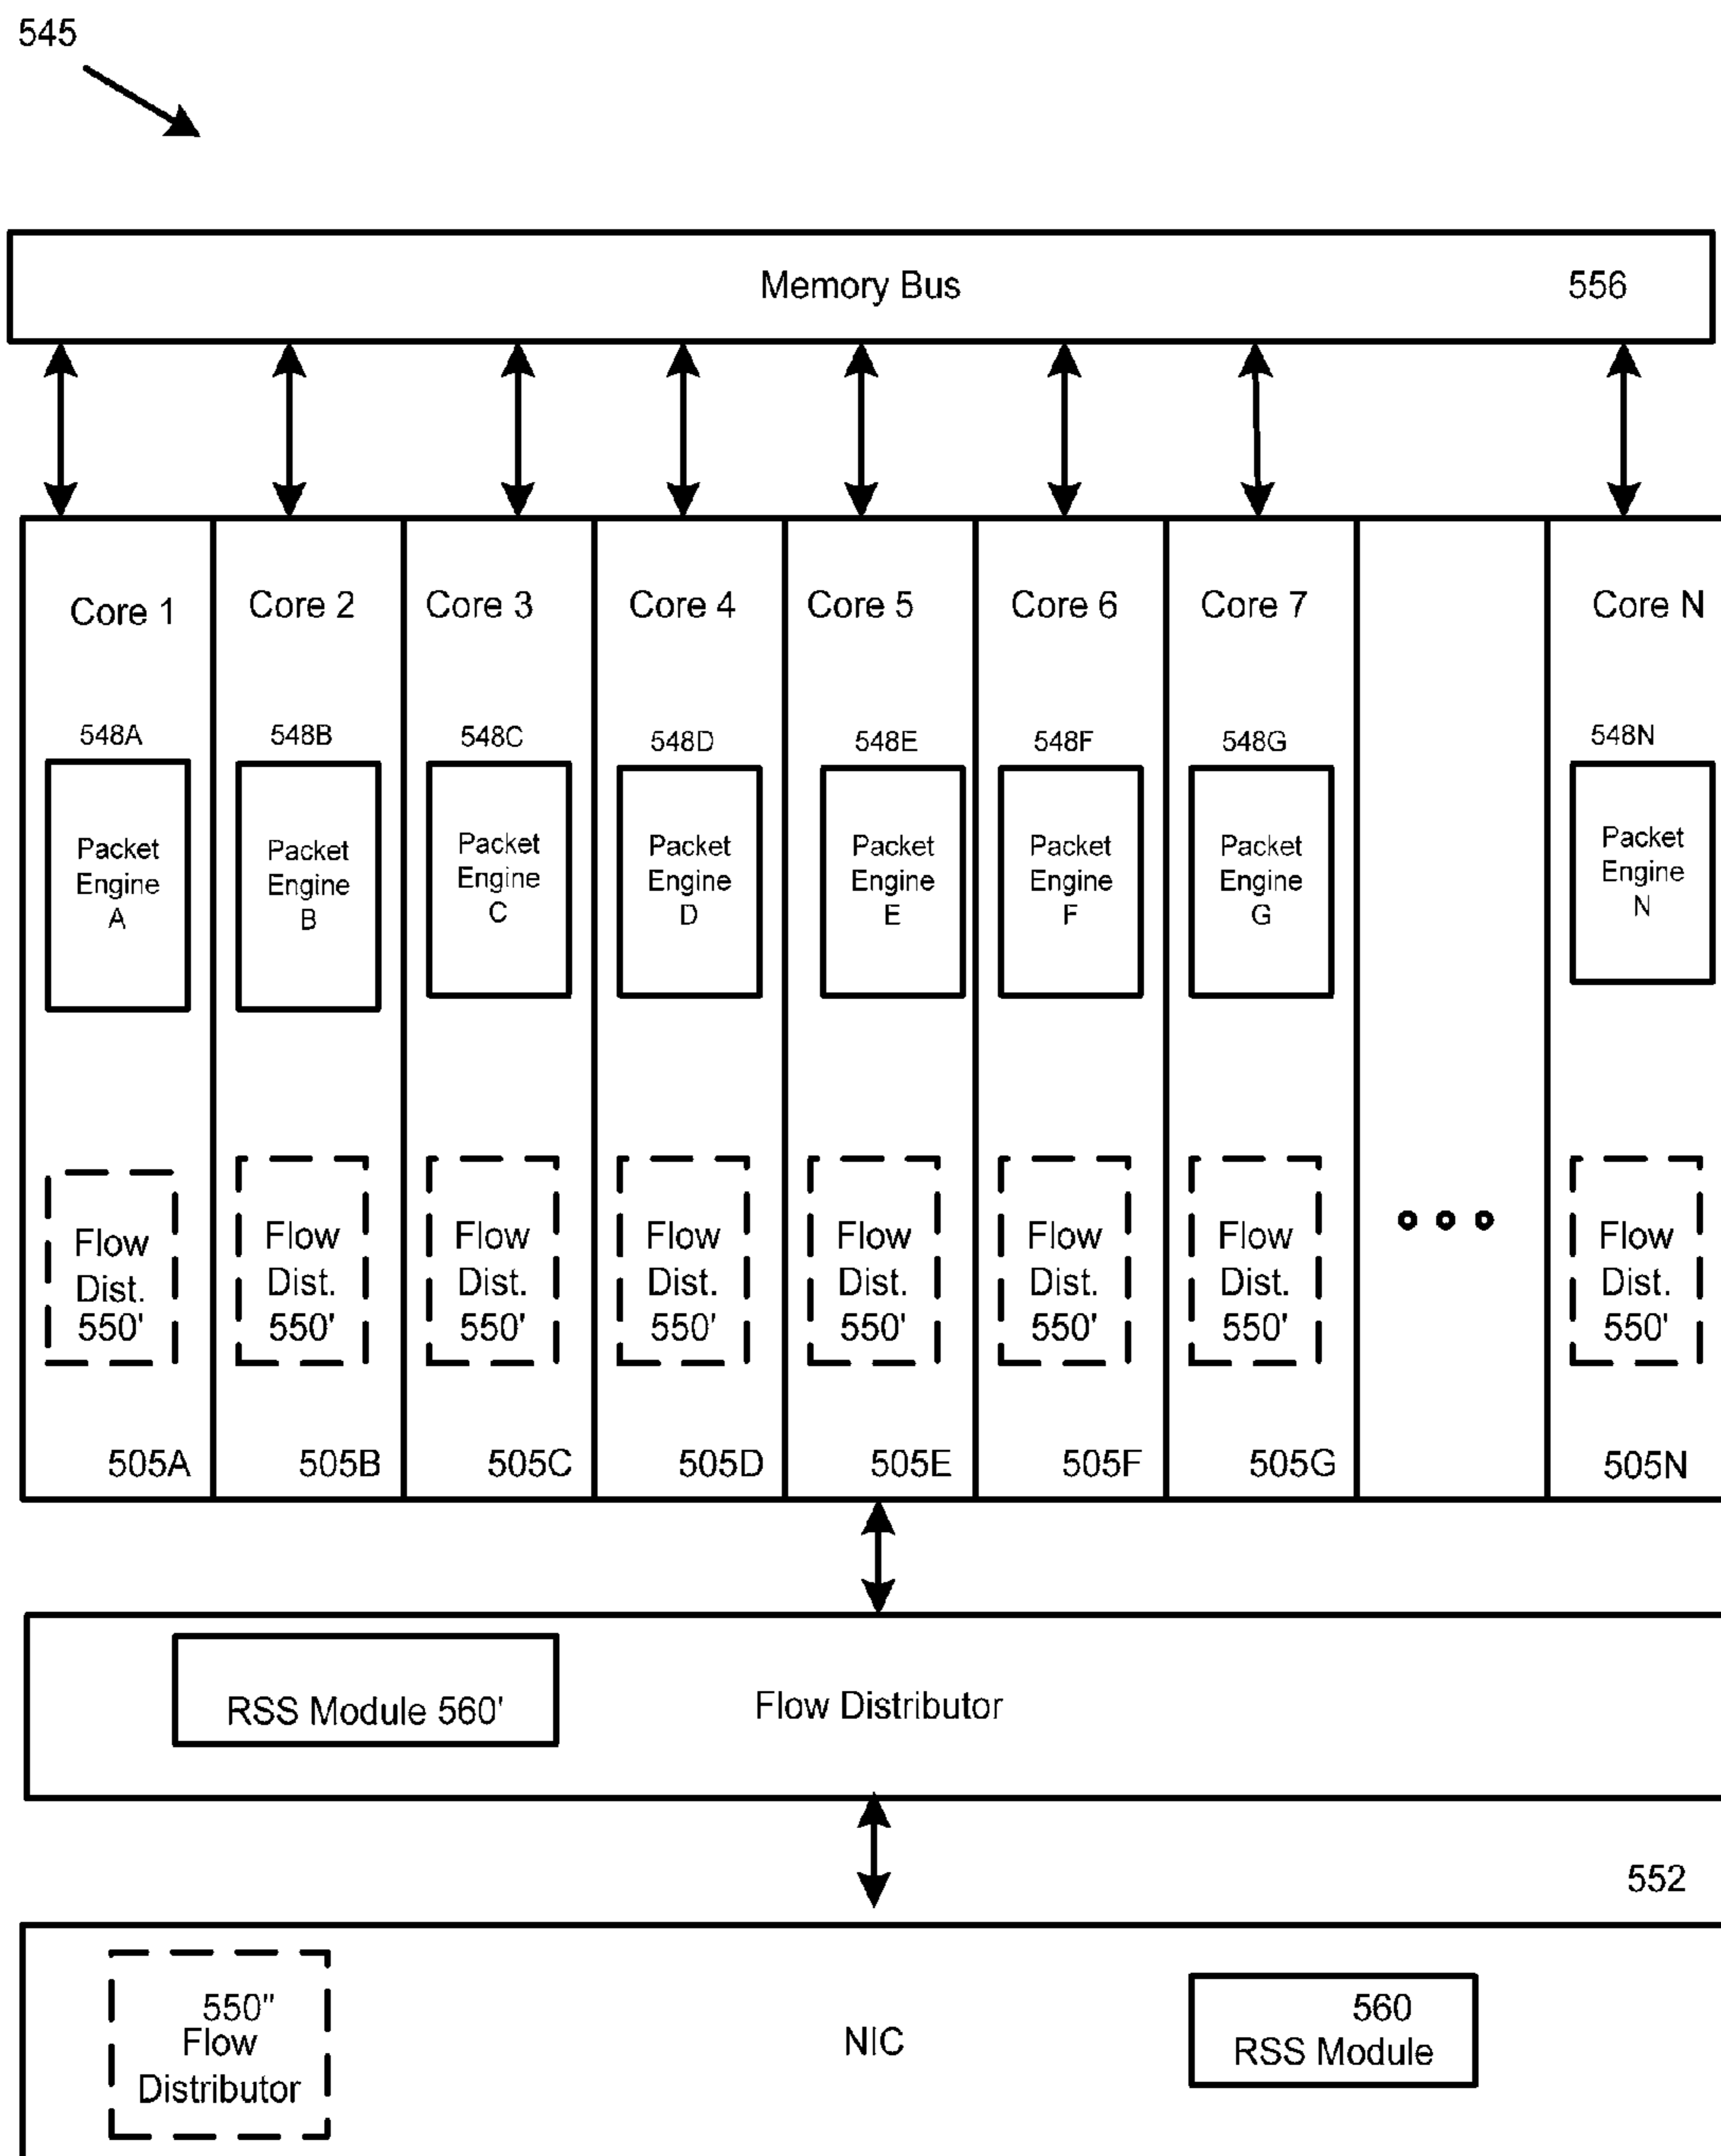 545
Memory Bus 556
Core 1 Core 2 Core 3 Core 4 Core 5 Core 6 Core 7 Core N
548A 548B 548C 548D 548E 548F 548G 548N
Packet Packet Packet Packet Packet Packet Packet Packet
Engine Engine Engine Engine Engine Engine Engine Engine
A B C D E F G N
Flow Flow Flow Flow Flow Flow Flow Flow
Dist. Dist. Dist. Dist. Dist. Dist. Dist. Dist.
550' 550' 550' 550' 550' 550' 550' 550'
505A 505B 505C 505D 505E 505F 505G 505N
RSS Module 560' Flow Distributor
552
550"
Flow
Distributor
NIC
560
RSS Module